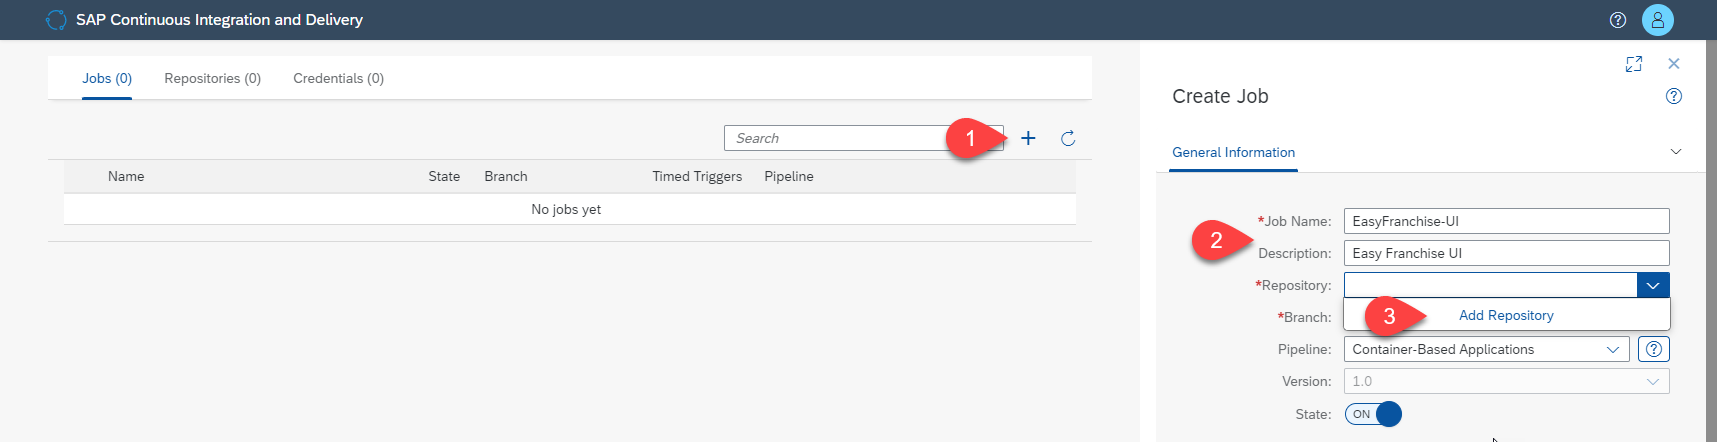 SAP Continuous Integration and Delivery
Jobs (0) Repositories (0) Credentials (0)
Search
1
Name State Branch Timed Triggers Pipeline
No jobs yet
Create Job
General Information
2
*Job Name: EasyFranchise-UI
Description: Easy Franchise UI
*Repository:
3
Add Repository
*Branch:
Pipeline: Container-Based Applications
Version: 1.0
State: ON